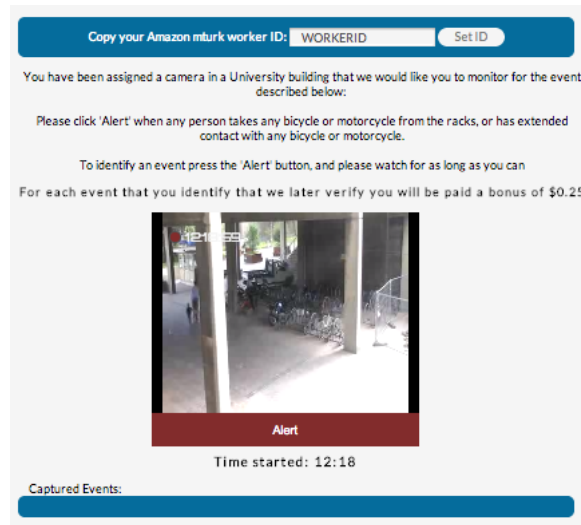 Copy your Amazon mturk worker ID: WORKERID Set ID
You have been assigned a camera in a University building that we would like you to monitor for the event
described below:
Please click 'Alert' when any person takes any bicycle or motorcycle from the racks, or has extended
contact with any bicycle or motorcycle.
To identify an event press the 'Alert' button, and please watch for as long as you can
For each event that you identify that we later verify you will be paid a bonus of $0.25
Alert
Time started: 12:18
Captured Events: